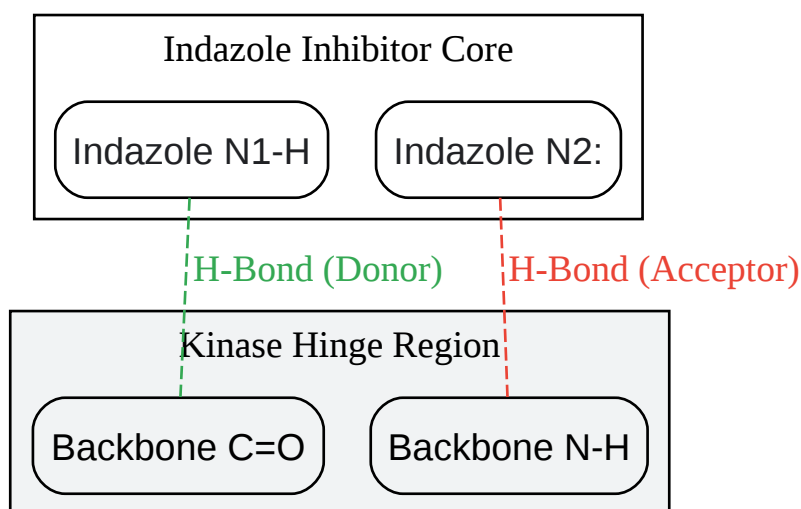 Indazole Inhibitor Core
Indazole N1-H
Indazole N2:
H-Bond (Donor)
H-Bond (Acceptor)
Kinase Hinge Region
Backbone C=O
Backbone N-H